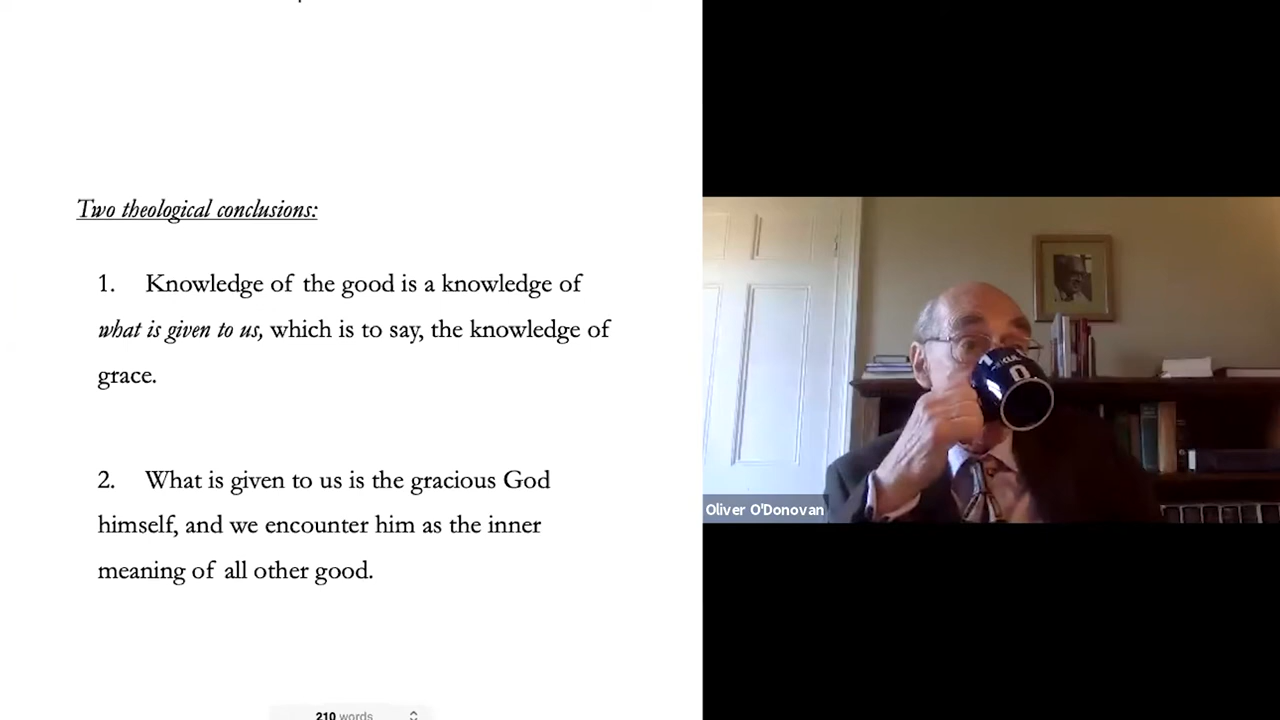 Two theological conclusions:
1. Knowledge of the good is a knowledge of
what is given to us, which is to say, the knowledge of
grace.
2. What is given to us is the gracious God
himself, and we encounter him as the inner
meaning of all other good.
210 words
Oliver O'Donovan